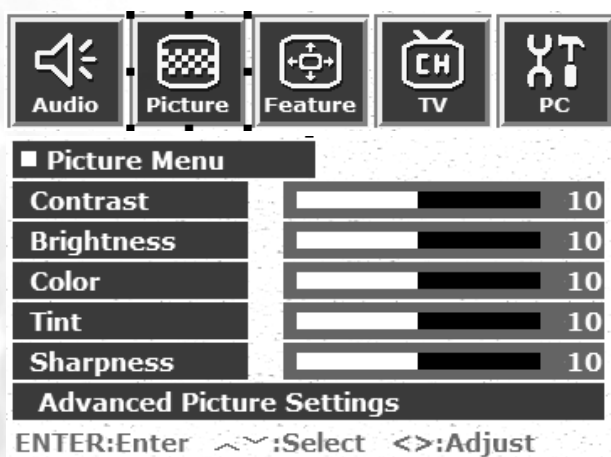 Audio Picture Feature CH TV PC
Picture Menu
Contrast 10
Brightness 10
Color 10
Tint 10
Sharpness 10
Advanced Picture Settings
ENTER:Enter ︿﹀:Select <>:Adjust